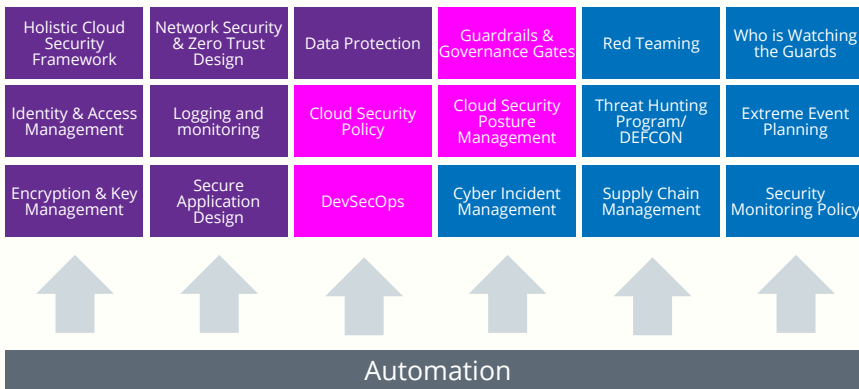 Holistic Cloud
Security
Framework
Network Security
& Zero Trust
Design
Data Protection
Guardrails &
Governance Gates
Red Teaming
Who is Watching
the Guards
Identity & Access
Management
Logging and
monitoring
Cloud Security
Policy
Cloud Security
Posture
Management
Threat Hunting
Program/
DEFCON
Extreme Event
Planning
Encryption & Key
Management
Secure
Application
Design
DevSecOps
Cyber Incident
Management
Supply Chain
Management
Security
Monitoring Policy
Automation